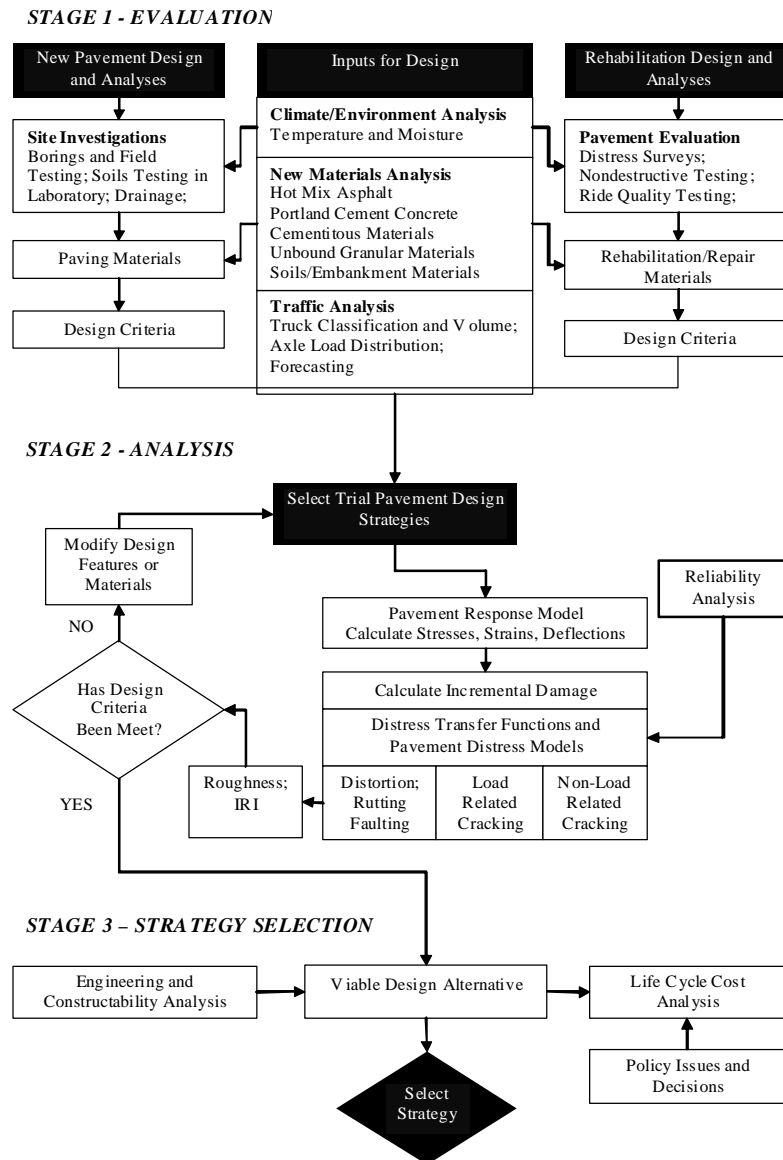 STAGE 1 - EVALUATION
New Pavement Design
and Analyses
Inputs for Design
Rehabilitation Design and
Analyses
Site Investigations
Borings and Field
Testing; Soils Testing in
Laboratory; Drainage;
Climate/Environment Analysis
Temperature and Moisture
Pavement Evaluation
Distress Surveys;
Nondestructive Testing;
Ride Quality Testing;
New Materials Analysis
Hot Mix Asphalt
Portland Cement Concrete
Cementitous Materials
Unbound Granular Materials
Soils/Embankment Materials
Paving Materials
Rehabilitation/Repair
Materials
Traffic Analysis
Truck Classification and Volume;
Axle Load Distribution;
Forecasting
Design Criteria
Design Criteria
STAGE 2 - ANALYSIS
Select Trial Pavement Design
Strategies
Modify Design
Features or
Materials
Reliability
Analysis
NO
Pavement Response Model
Calculate Stresses, Strains, Deflections
Has Design
Criteria
Been Meet?
Calculate Incremental Damage
Distress Transfer Functions and
Pavement Distress Models
YES
Roughness;
IRI
Distortion;
Rutting
Faulting
Load
Related
Cracking
Non-Load
Related
Cracking
STAGE 3 – STRATEGY SELECTION
Engineering and
Constructability Analysis
Viable Design Alternative
Life Cycle Cost
Analysis
Select
Strategy
Policy Issues and
Decisions